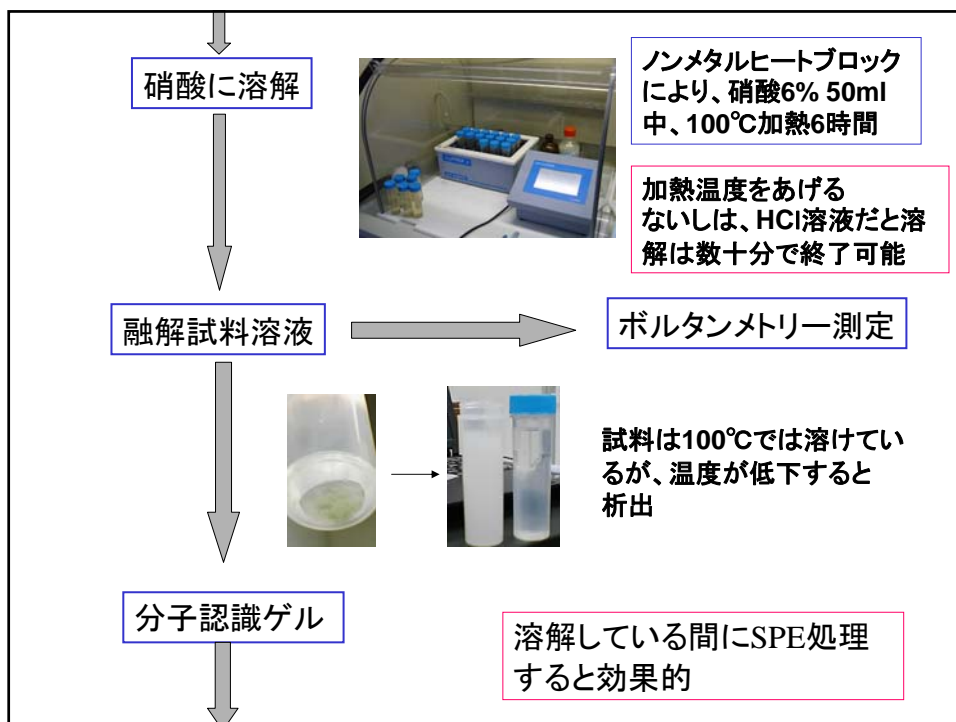 硝酸に溶解
ノンメタルヒートブロック
により、硝酸6% 50ml
中、100℃加熱6時間
加熱温度をあげる
ないしは、HCl溶液だと溶
解は数十分で終了可能
融解試料溶液
ボルタンメトリー測定
試料は100℃では溶けてい
るが、温度が低下すると
析出
分子認識ゲル
溶解している間にSPE処理
すると効果的